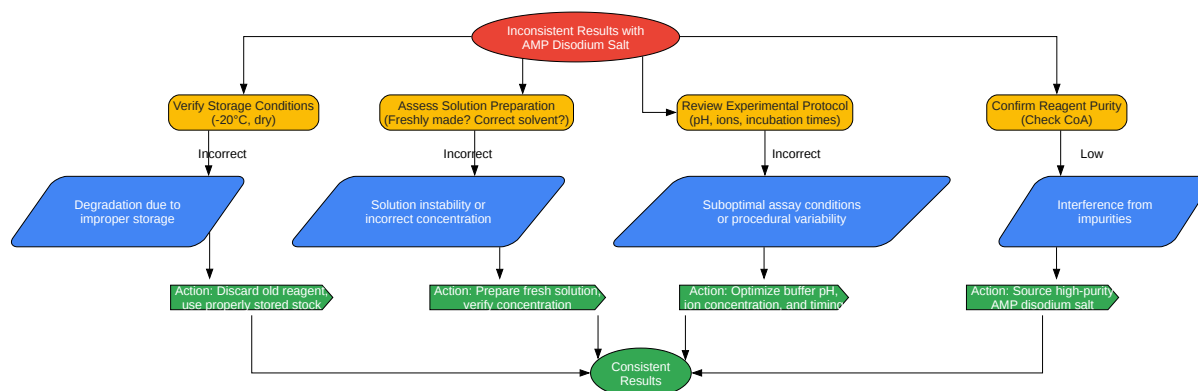 Inconsistent Results with
AMP Disodium Salt
Verify Storage Conditions
(-20°C, dry)
Assess Solution Preparation
(Freshly made? Correct solvent?)
Review Experimental Protocol
(pH, ions, incubation times)
Confirm Reagent Purity
(Check CoA)
Incorrect
Incorrect
Incorrect
Low
Degradation due to
improper storage
Solution instability or
incorrect concentration
Suboptimal assay conditions
or procedural variability
Interference from
impurities
Action: Discard old reagent,
use properly stored stock
Action: Prepare fresh solution,
verify concentration
Action: Optimize buffer pH,
ion concentration, and timing
Action: Source high-purity
AMP disodium salt
Consistent
Results